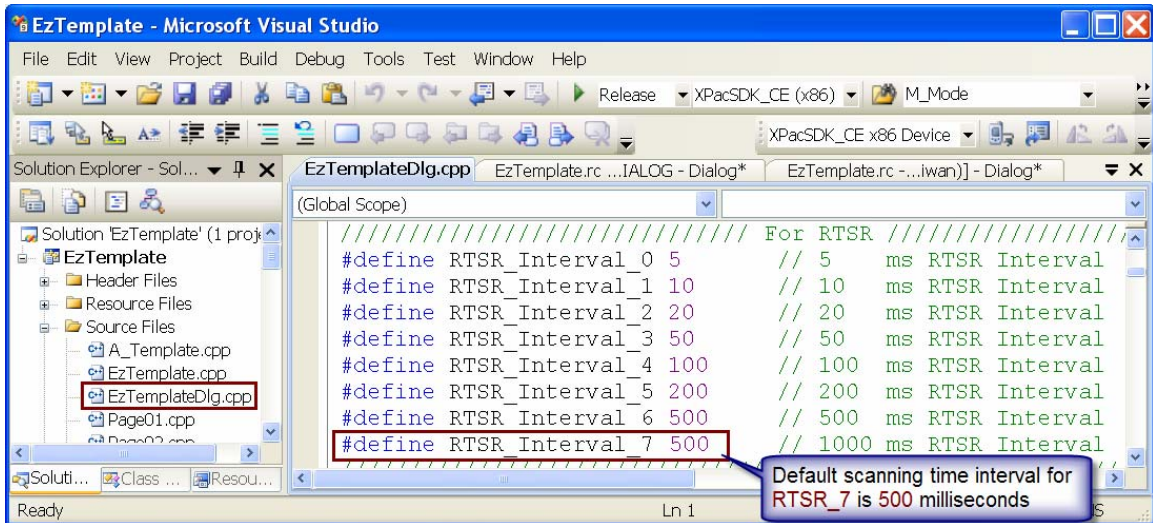 EzTemplate - Microsoft Visual Studio
File Edit View Project Build Debug Tools Test Window Help
Release XPacSDK_CE (x86) M_Mode
XPacSDK_CE x86 Device
Solution Explorer - Sol...
EzTemplateDlg.cpp EzTemplate.rc ...IALOG - Dialog* EzTemplate.rc -...iwan)] - Dialog*
(Global Scope)
Solution 'EzTemplate' (1 proje
EzTemplate
Header Files
Resource Files
Source Files
A_Template.cpp
EzTemplate.cpp
EzTemplateDlg.cpp
Page01.cpp
/////////////////////////////// For RTSR //////////////////
#define RTSR_Interval_0 5 // 5 ms RTSR Interval
#define RTSR_Interval_1 10 // 10 ms RTSR Interval
#define RTSR_Interval_2 20 // 20 ms RTSR Interval
#define RTSR_Interval_3 50 // 50 ms RTSR Interval
#define RTSR_Interval_4 100 // 100 ms RTSR Interval
#define RTSR_Interval_5 200 // 200 ms RTSR Interval
#define RTSR_Interval_6 500 // 500 ms RTSR Interval
#define RTSR_Interval_7 500 // 1000 ms RTSR Interval
Default scanning time interval for
RTSR_7 is 500 milliseconds
Soluti... Class ... Resou...
Ready Ln 1